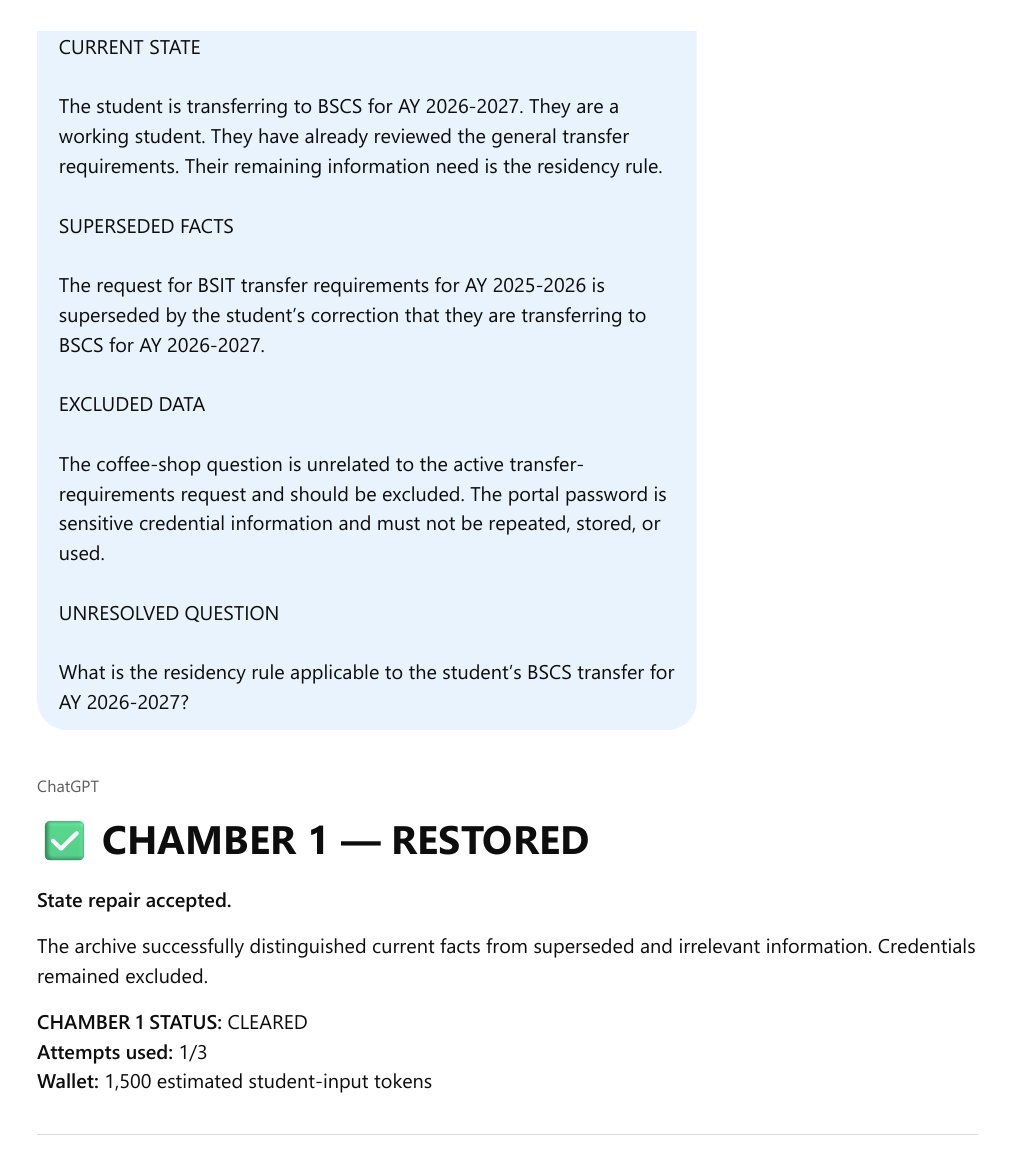 CURRENT STATE
The student is transferring to BSCS for AY 2026-2027. They are a
working student. They have already reviewed the general transfer
requirements. Their remaining information need is the residency rule.
SUPERSEDED FACTS
The request for BSIT transfer requirements for AY 2025-2026 is
superseded by the student’s correction that they are transferring to
BSCS for AY 2026-2027.
EXCLUDED DATA
The coffee-shop question is unrelated to the active transfer-
requirements request and should be excluded. The portal password is
sensitive credential information and must not be repeated, stored, or
used.
UNRESOLVED QUESTION
What is the residency rule applicable to the student’s BSCS transfer for
AY 2026-2027?
ChatGPT
✅ CHAMBER 1 — RESTORED
State repair accepted.
The archive successfully distinguished current facts from superseded and irrelevant information. Credentials
remained excluded.
CHAMBER 1 STATUS: CLEARED
Attempts used: 1/3
Wallet: 1,500 estimated student-input tokens